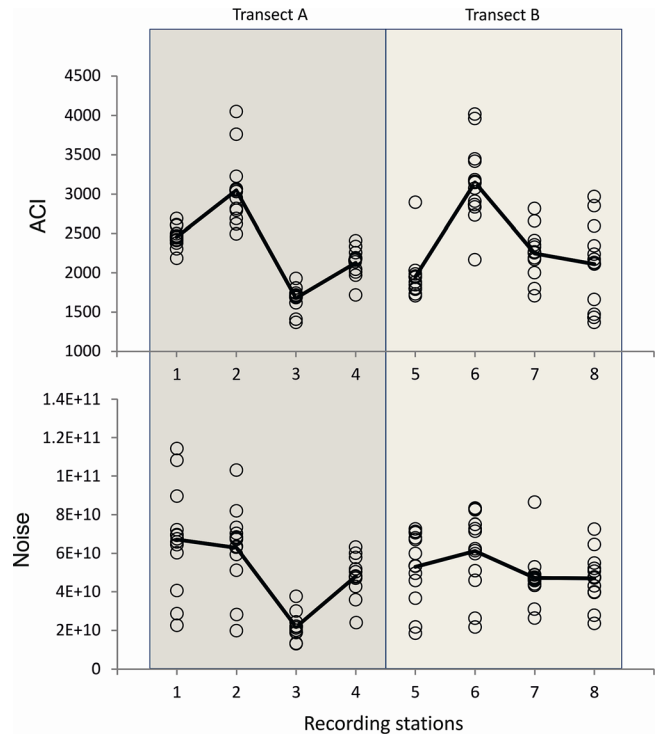 Transect A Transect B
ACI
4500
4000
3500
3000
2500
2000
1500
1000
1 2 3 4 5 6 7 8
Noise
1.4E+11
1.2E+11
1E+11
8E+10
6E+10
4E+10
2E+10
0
1 2 3 4 5 6 7 8
Recording stations